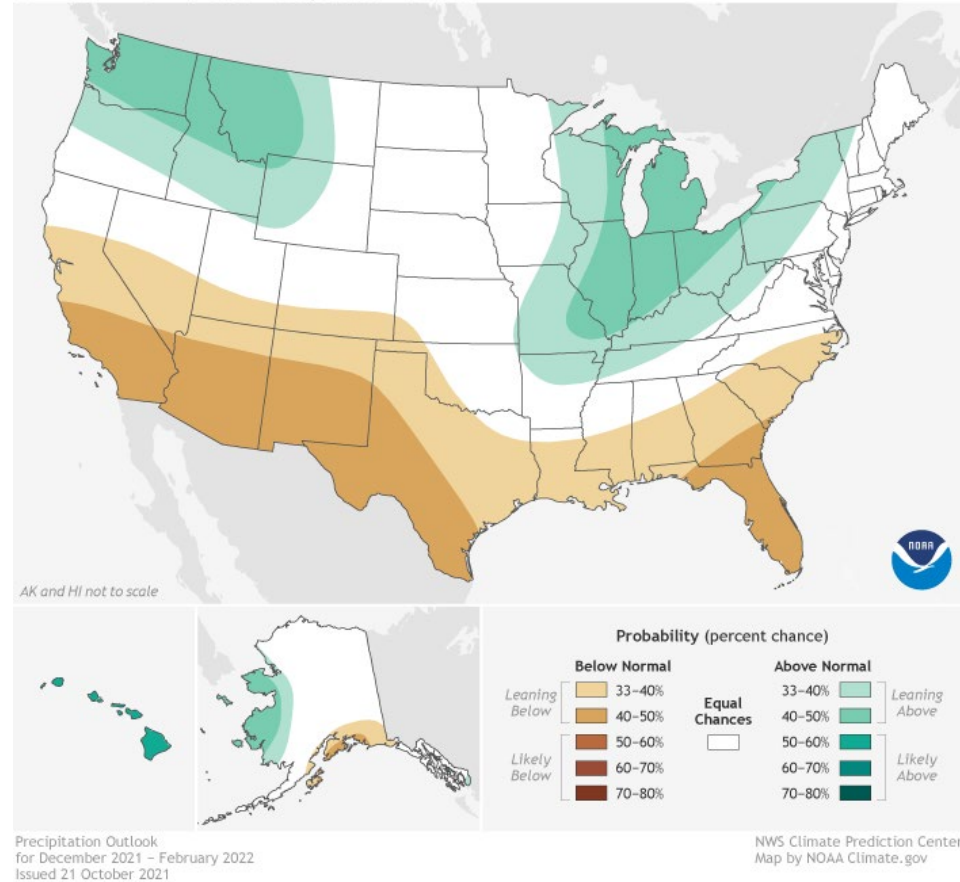 NOAA
AK and HI not to scale
Probability (percent chance)
Below Normal
Above Normal
Leaning
Below
33–40%
40–50%
Likely
Below
50–60%
60–70%
70–80%
Equal
Chances
33–40%
40–50%
Leaning
Above
50–60%
60–70%
70–80%
Likely
Above
Precipitation Outlook
for December 2021 – February 2022
Issued 21 October 2021
NWS Climate Prediction Center
Map by NOAA Climate.gov